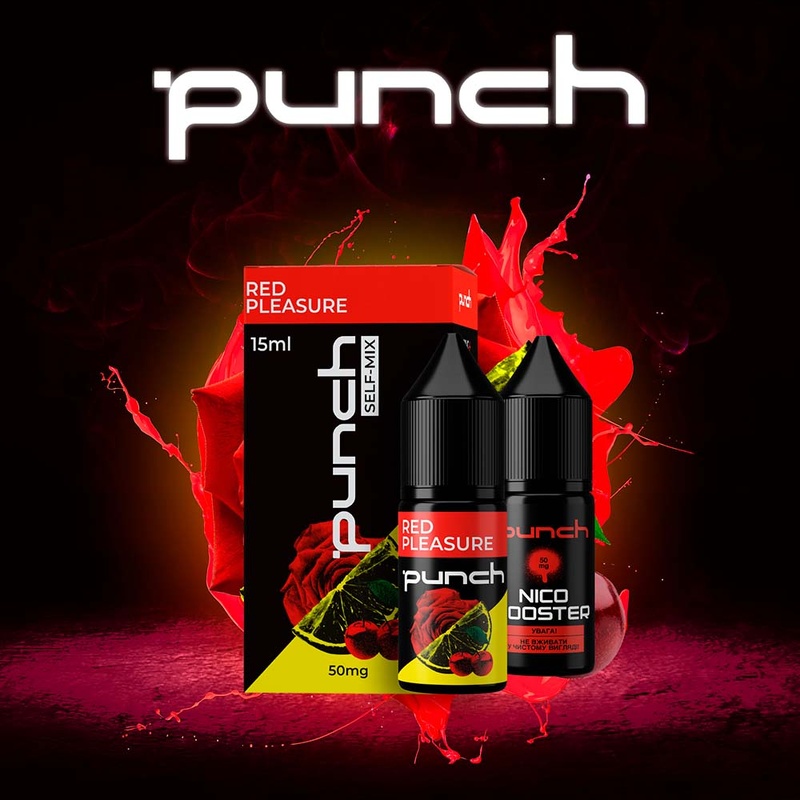 punch
RED
PLEASURE
punch
15ml
punch
SELF-MIX
50mg
RED
PLEASURE
punch
punch
50
mg
NICO
BOOSTER
УВАГА!
НЕ ВЖИВАТИ
У ЧИСТОМУ ВИГЛЯДІ!